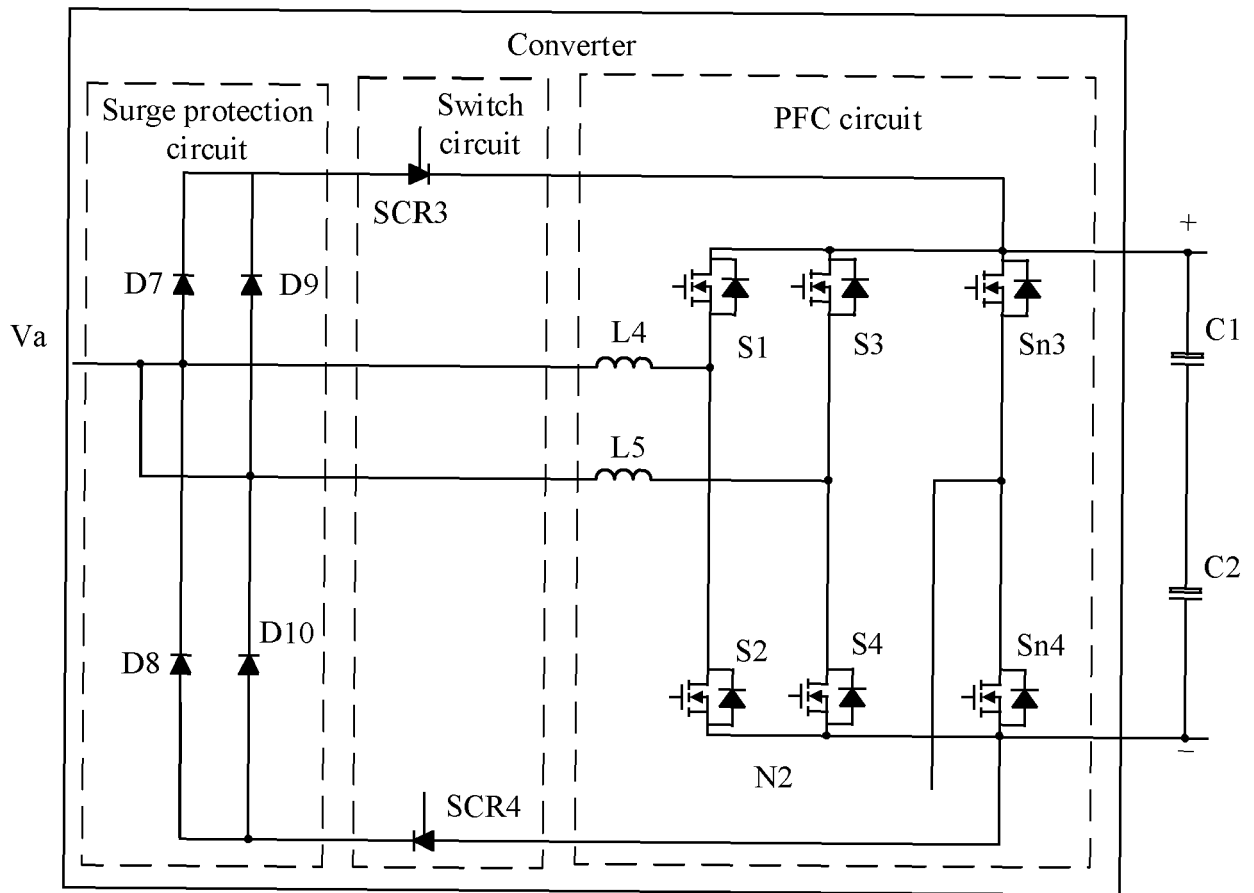 Converter
Surge protection
circuit
Switch
circuit
PFC circuit
SCR3
+
D7
D9
Va
L4
S1
S3
Sn3
C1
L5
C2
D10
D8
S2
S4
Sn4
−
N2
SCR4